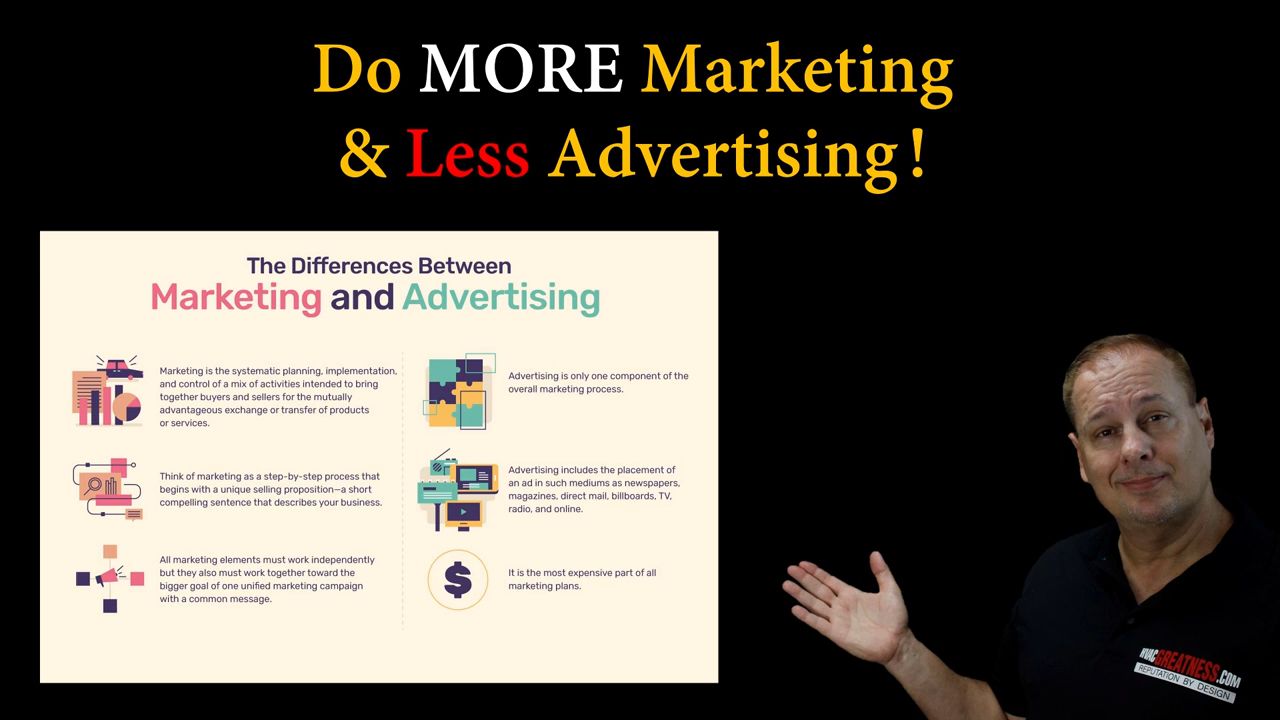 Do MORE Marketing
& Less Advertising!
The Differences Between
Marketing and Advertising
Marketing is the systematic planning, implementation,
and control of a mix of activities intended to bring
together buyers and sellers for the mutually
advantageous exchange or transfer of products
or services.
Think of marketing as a step-by-step process that
begins with a unique selling proposition—a short
compelling sentence that describes your business.
All marketing elements must work independently
but they also must work together toward the
bigger goal of one unified marketing campaign
with a common message.
Advertising is only one component of the
overall marketing process.
Advertising includes the placement of
an ad in such mediums as newspapers,
magazines, direct mail, billboards, TV,
radio, and online.
$
It is the most expensive part of all
marketing plans.
HVACGREATNESS.COM
REPUTATION BY DESIGN